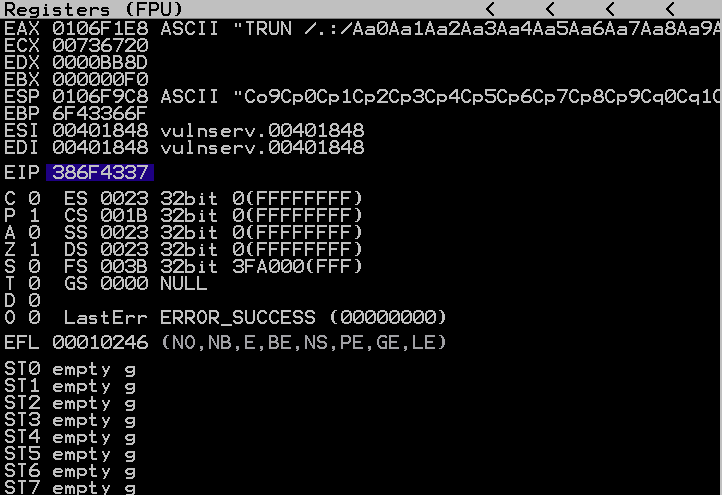 Registers (FPU) < < < <
EAX 0106F1E8 ASCII "TRUN /.:/Aa0Aa1Aa2Aa3Aa4Aa5Aa6Aa7Aa8Aa9A
ECX 00736720
EDX 0000BB8D
EBX 000000F0
ESP 0106F9C8 ASCII "Co9Cp0Cp1Cp2Cp3Cp4Cp5Cp6Cp7Cp8Cp9Cq0Cq1C
EBP 6F43366F
ESI 00401848 vulnserv.00401848
EDI 00401848 vulnserv.00401848
EIP 386F4337
C 0 ES 0023 32bit 0(FFFFFFFF)
P 1 CS 001B 32bit 0(FFFFFFFF)
A 0 SS 0023 32bit 0(FFFFFFFF)
Z 1 DS 0023 32bit 0(FFFFFFFF)
S 0 FS 003B 32bit 3FA000(FFF)
T 0 GS 0000 NULL
D 0
O 0 LastErr ERROR_SUCCESS (00000000)
EFL 00010246 (NO,NB,E,BE,NS,PE,GE,LE)
ST0 empty g
ST1 empty g
ST2 empty g
ST3 empty g
ST4 empty g
ST5 empty g
ST6 empty g
ST7 empty g